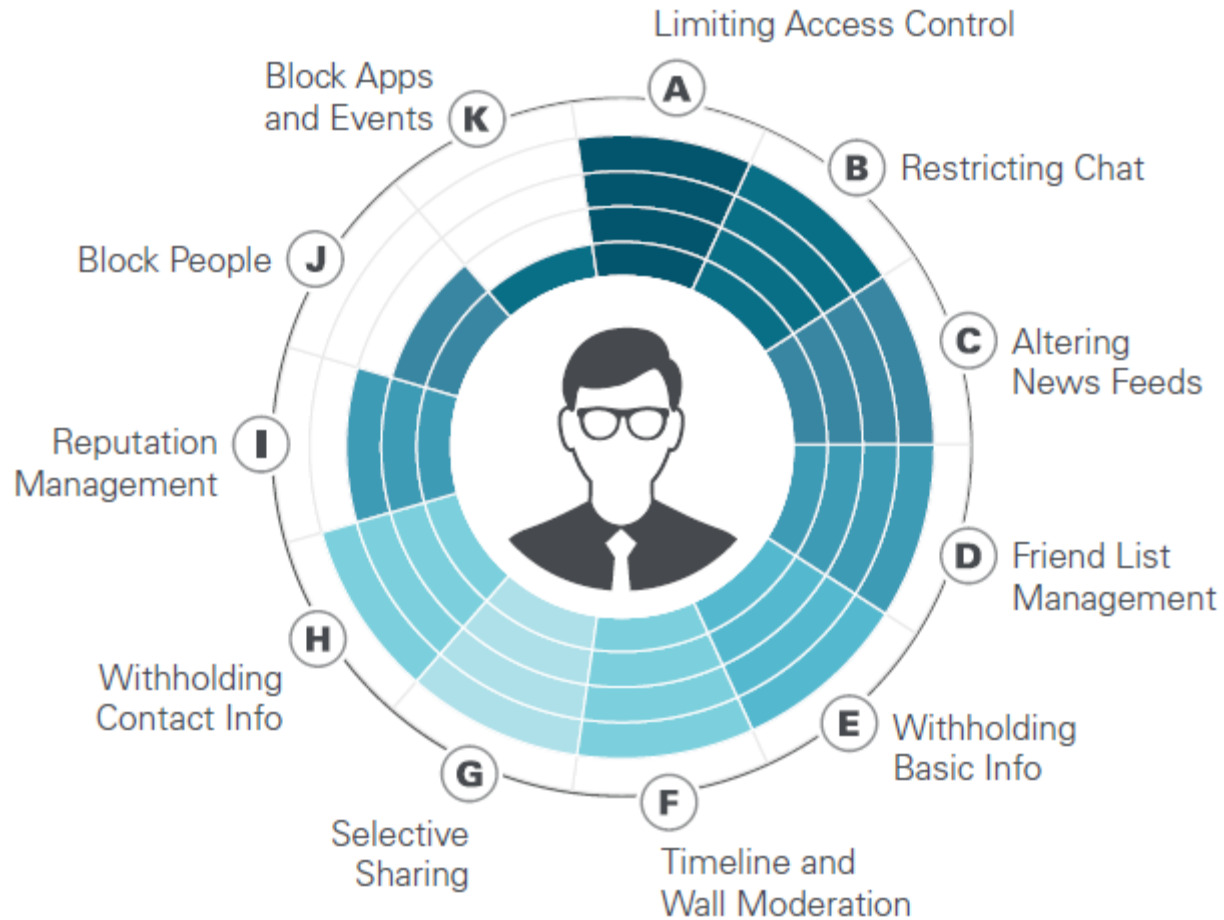 Limiting Access Control
A
B
Restricting Chat
C
Altering
News Feeds
D
Friend List
Management
E
Withholding
Basic Info
F
Timeline and
Wall Moderation
G
Selective
Sharing
H
Withholding
Contact Info
I
Reputation
Management
J
Block People
K
Block Apps
and Events